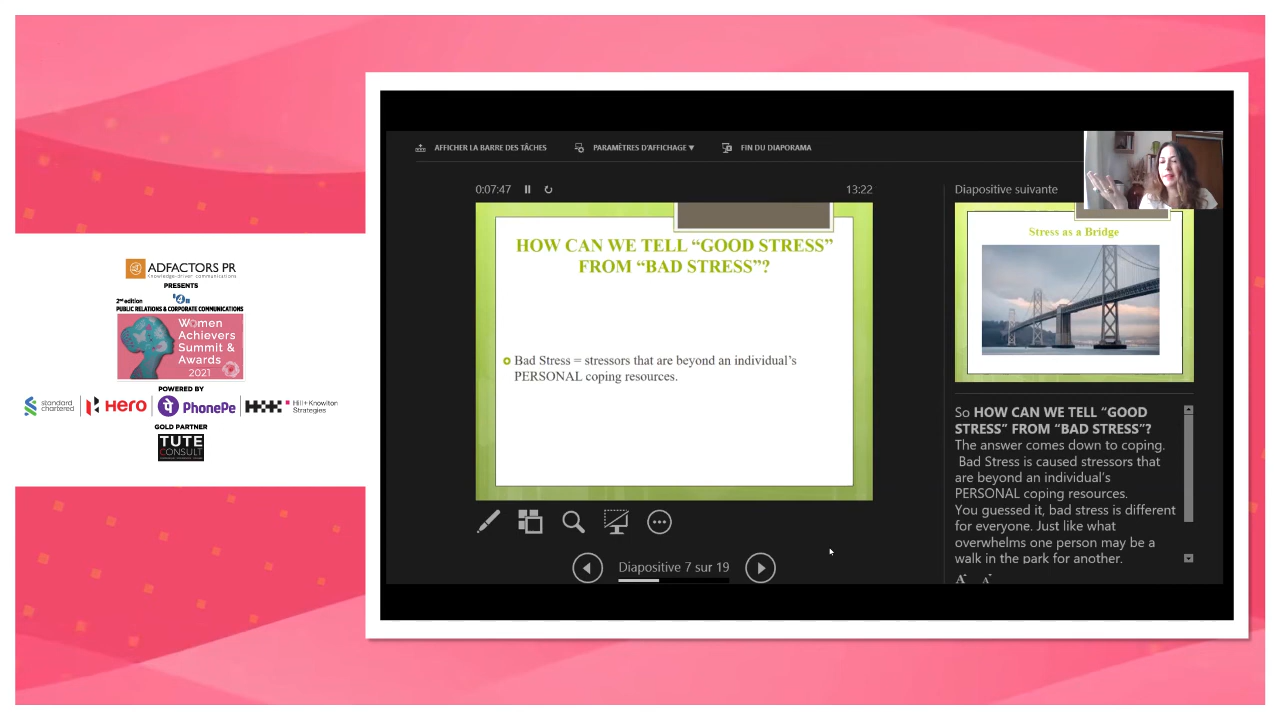 ADFACTORS PR
Knowledge-driven communications
PRESENTS
2nd edition
PUBLIC RELATIONS & CORPORATE COMMUNICATIONS
Women
Achievers
Summit &
Awards
2021
POWERED BY
standard
chartered
Hero
PhonePe
H+K
Hill+Knowlton
Strategies
GOLD PARTNER
TUTE
CONSULT
AFFICHER LA BARRE DES TÂCHES
PARAMÈTRES D'AFFICHAGE ▼
FIN DU DIAPORAMA
0:07:47
13:22
HOW CAN WE TELL “GOOD STRESS”
FROM “BAD STRESS”?
Bad Stress = stressors that are beyond an individual’s
PERSONAL coping resources.
Diapositive 7 sur 19
Diapositive suivante
Stress as a Bridge
So HOW CAN WE TELL “GOOD
STRESS” FROM “BAD STRESS”?
The answer comes down to coping.
Bad Stress is caused stressors that
are beyond an individual’s
PERSONAL coping resources.
You guessed it, bad stress is different
for everyone. Just like what
overwhelms one person may be a
walk in the park for another.
A A